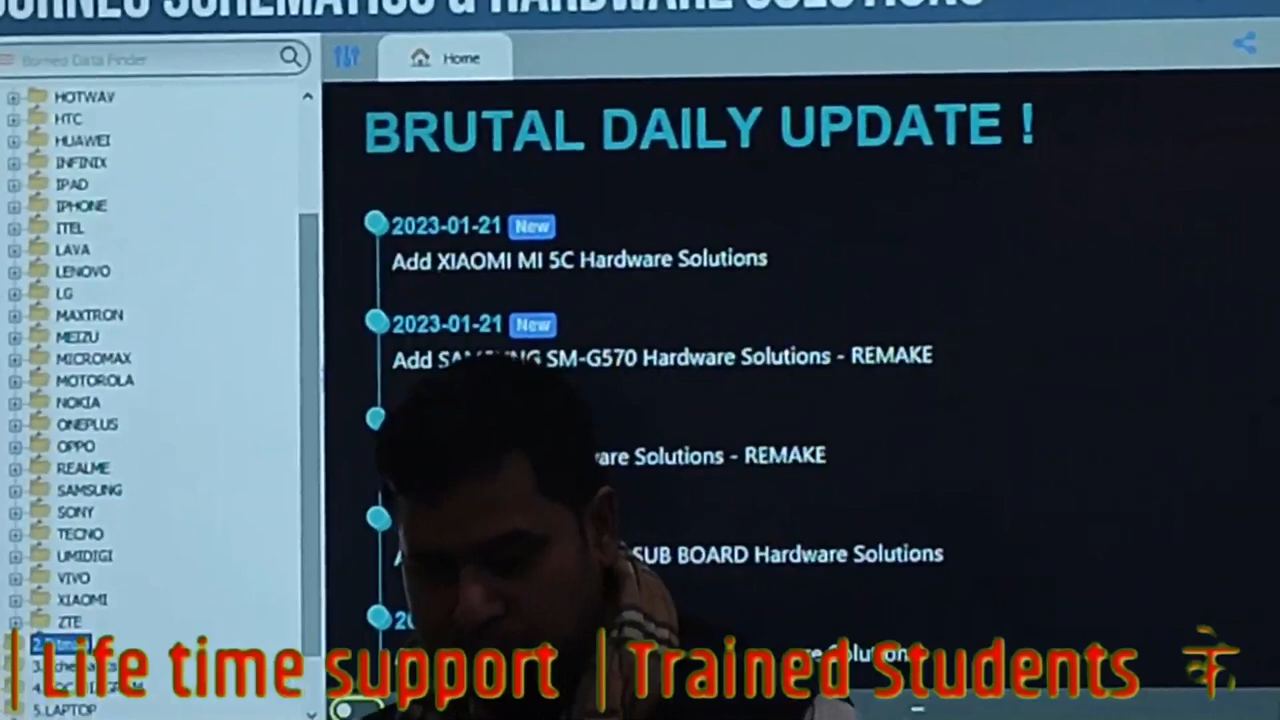 SCHEMATICS & HARDWARE SOLUTIONS
Borneo Data Finder
Home
HOTWAV
HTC
HUAWEI
INFINIX
IPAD
IPHONE
ITEL
LAVA
LENOVO
LG
MAXTRON
MEIZU
MICROMAX
MOTOROLA
NOKIA
ONEPLUS
OPPO
REALME
SAMSUNG
SONY
TECNO
UMIDIGI
VIVO
XIAOMI
ZTE
5.LAPTOP
BRUTAL DAILY UPDATE !
2023-01-21 New
Add XIAOMI MI 5C Hardware Solutions
2023-01-21 New
Add SAMSUNG SM-G570 Hardware Solutions - REMAKE
Solutions - REMAKE
SUB BOARD Hardware Solutions
| Life time support | Trained Students के